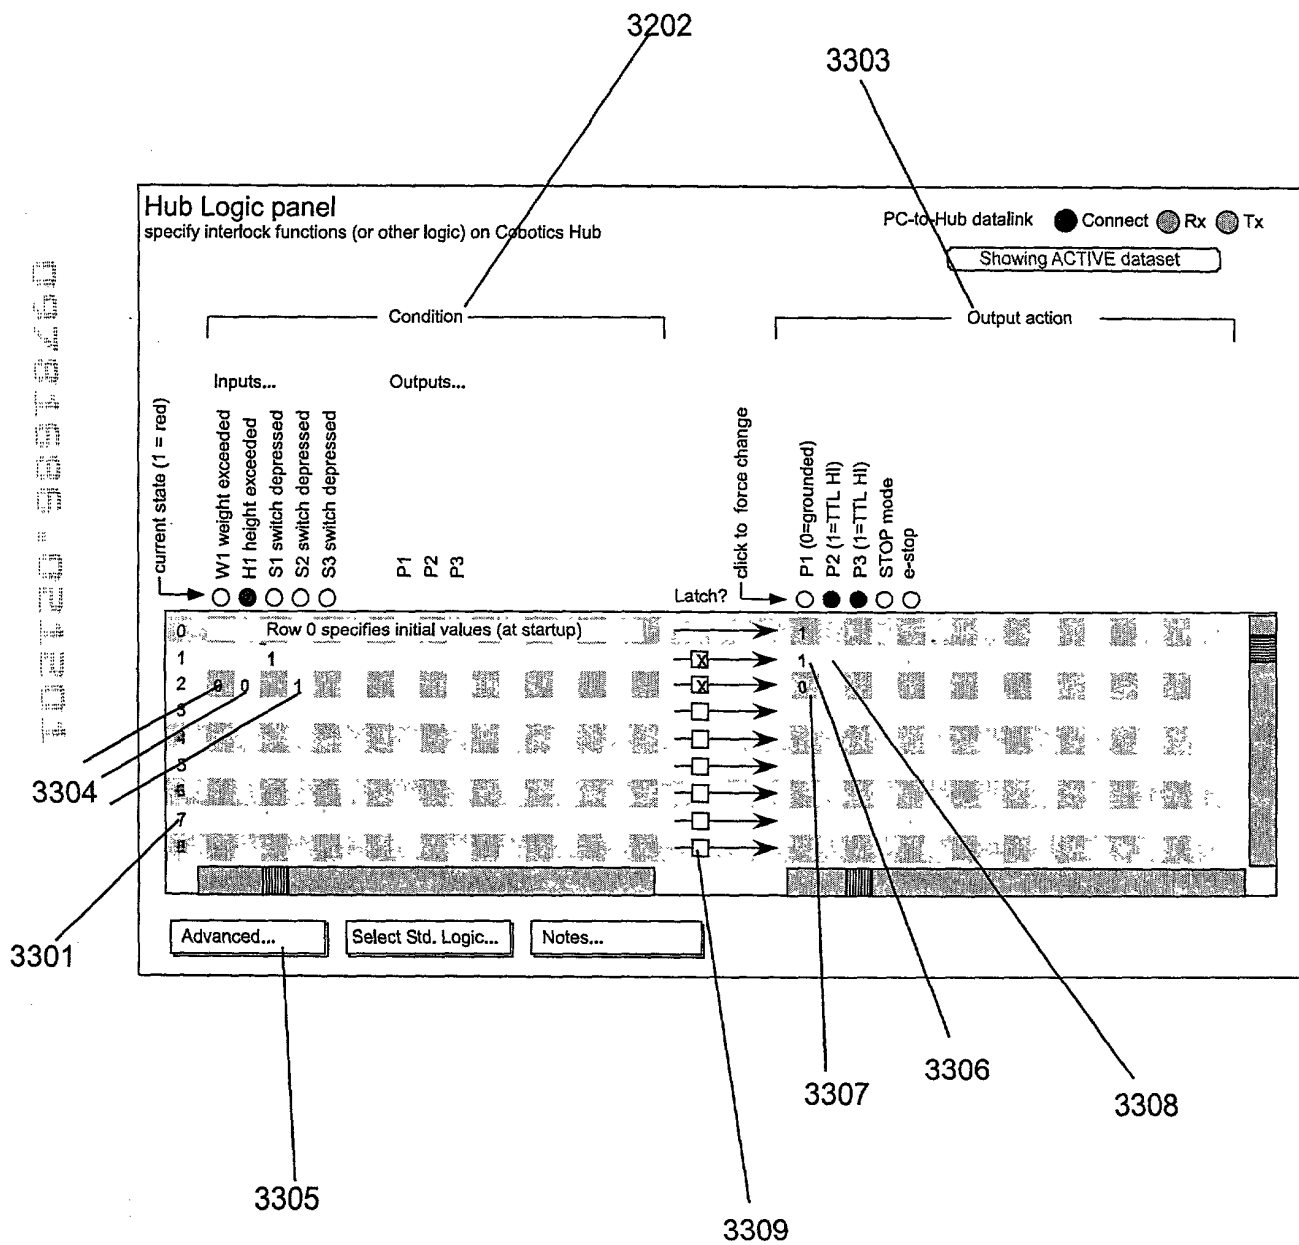 3202
3303
Hub Logic panel
specify interlock functions (or other logic) on Cobotics Hub
PC-to-Hub datalink Connect Rx Tx
Showing ACTIVE dataset
Condition
Output action
Inputs...
Outputs...
current state (1 = red)
W1 weight exceeded
H1 height exceeded
S1 switch depressed
S2 switch depressed
S3 switch depressed
P1
P2
P3
Latch?
click to force change
P1 (0=grounded)
P2 (1=TTL HI)
P3 (1=TTL HI)
STOP mode
e-stop
0 Row 0 specifies initial values (at startup) 1
1 1 X 1
2 0 0 1 X 0
3
4
5
6
7
8
3304
3301
Advanced...
Select Std. Logic...
Notes...
3305
3307
3306
3308
3309
09781685.021201